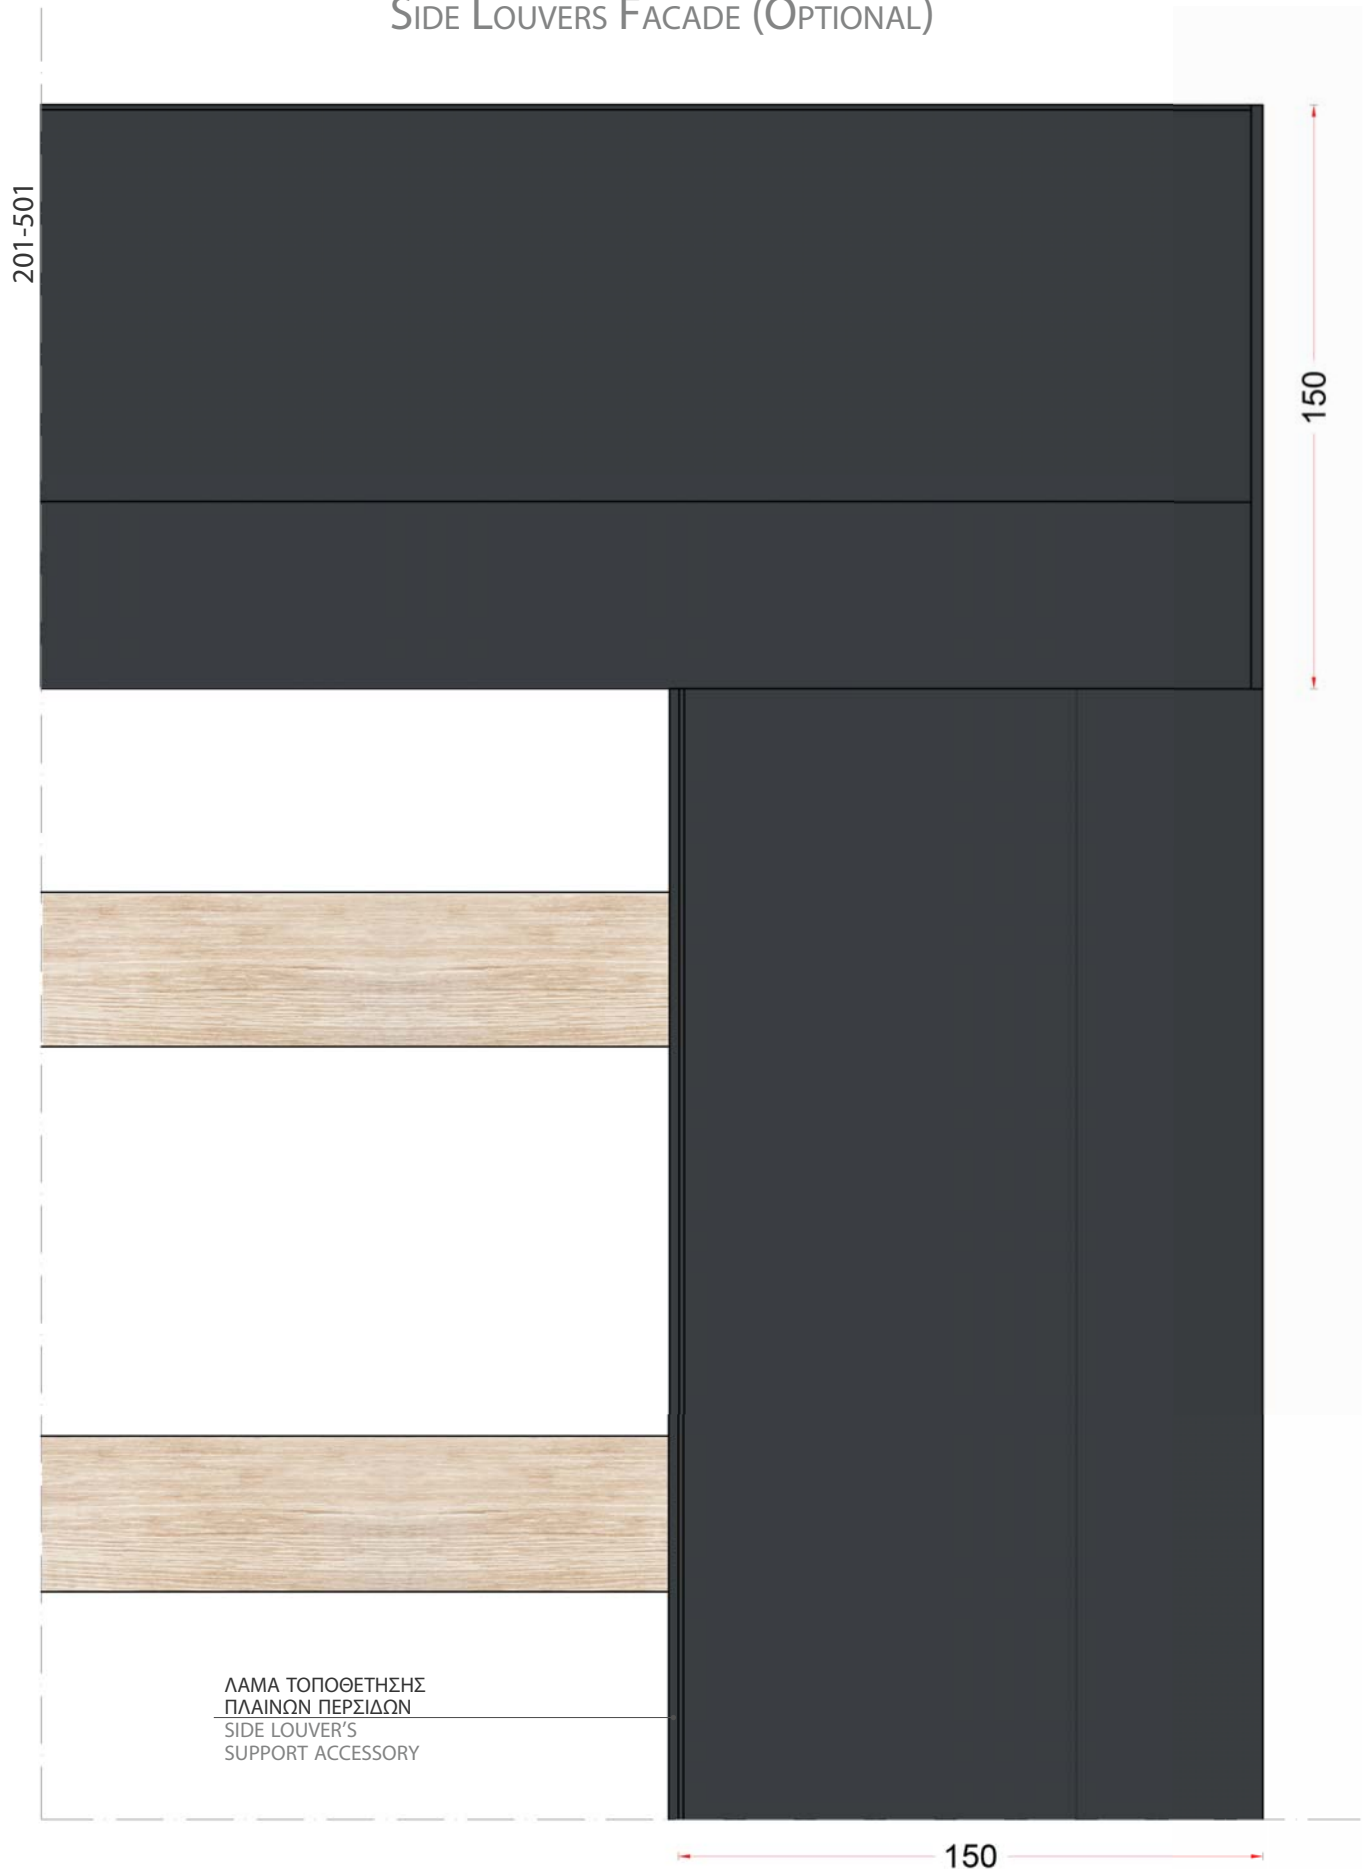 SIDE LOUVERS FACADE (OPTIONAL)
201-501
150
ΛΑΜΑ ΤΟΠΟΘΕΤΗΣΗΣ
ΠΛΑΙΝΩΝ ΠΕΡΣΙΔΩΝ
SIDE LOUVER’S
SUPPORT ACCESSORY
150